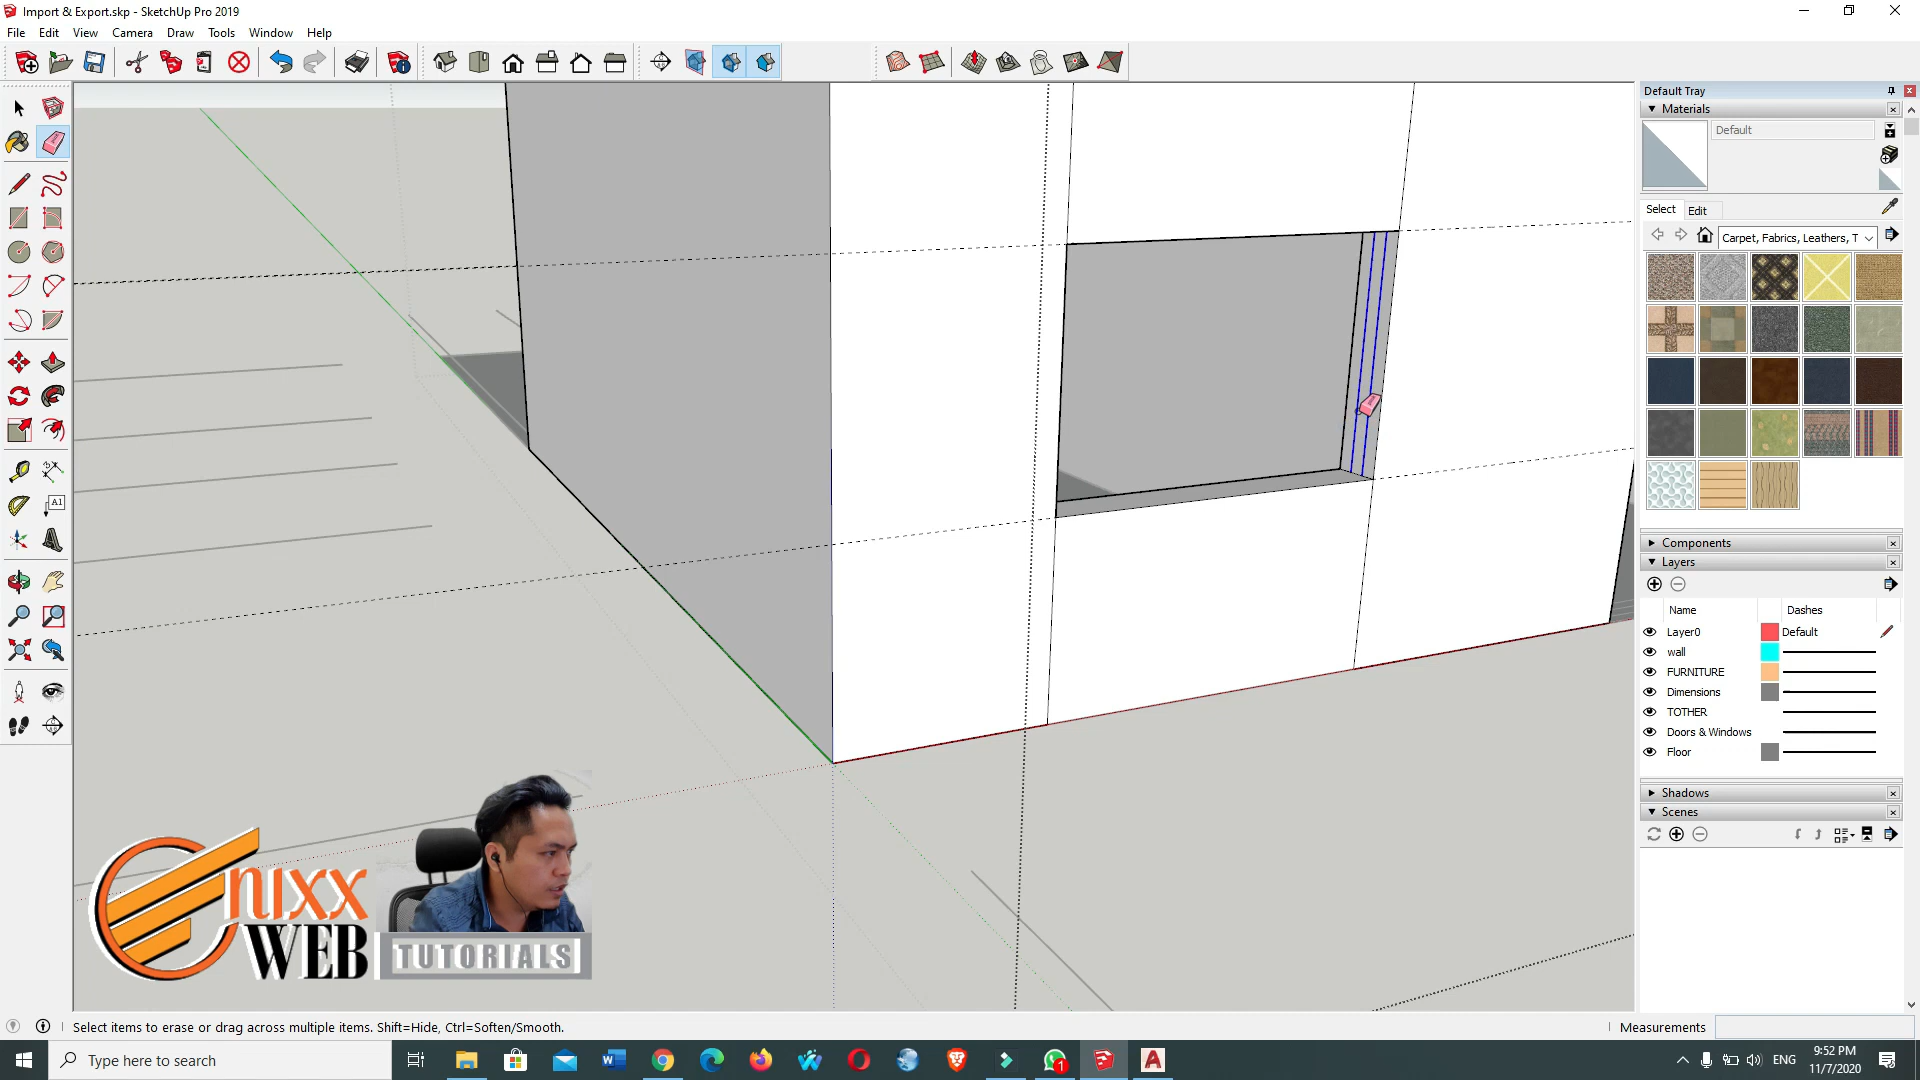 Import & Export.skp - SketchUp Pro 2019
File Edit View Camera Draw Tools Window Help
Default Tray
Materials
Default
Select Edit
Carpet, Fabrics, Leathers, T
A1
Components
Layers
Name Dashes
Layer0 Default
wall
FURNITURE
Dimensions
TOTHER
Doors & Windows
Floor
Shadows
Scenes
NIXX
WEB
TUTORIALS
Select items to erase or drag across multiple items. Shift=Hide, Ctrl=Soften/Smooth.
Measurements
Type here to search
1
ENG
9:52 PM
11/7/2020